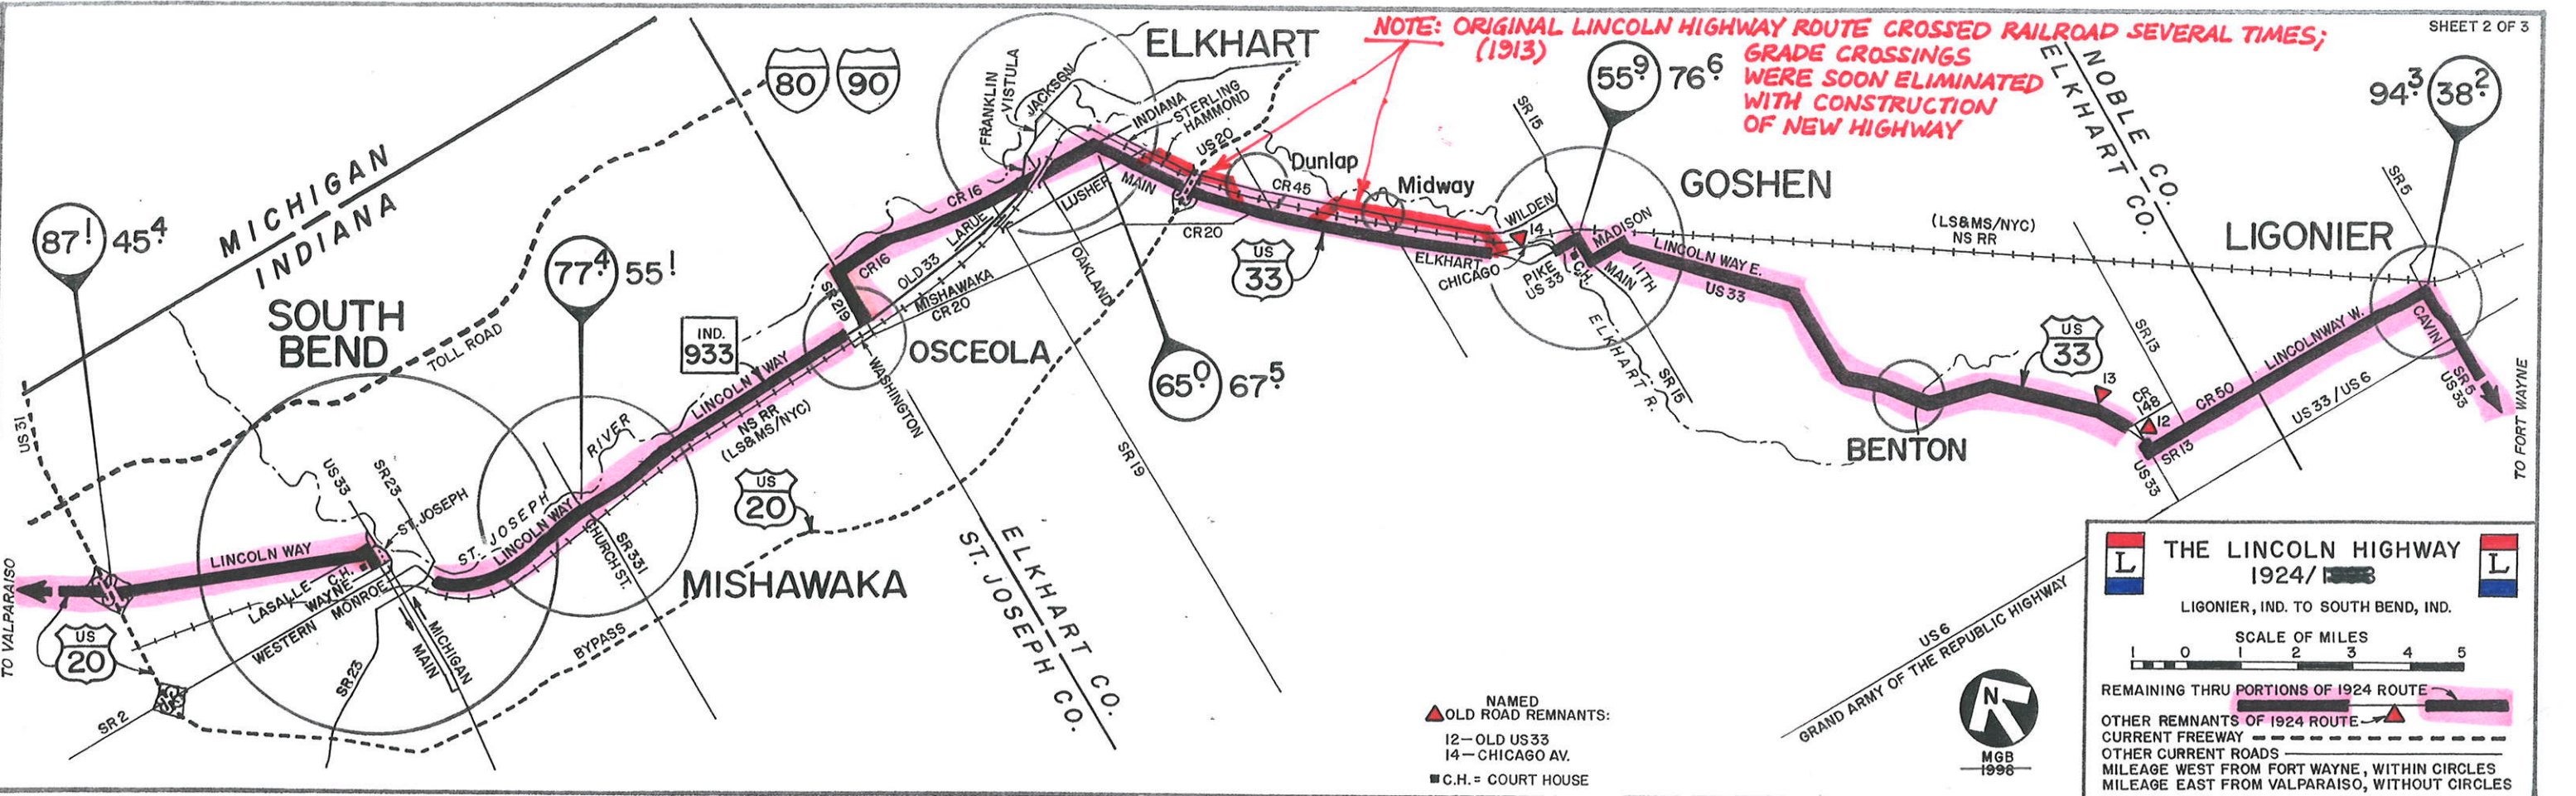 NOTE: ORIGINAL LINCOLN HIGHWAY ROUTE CROSSED RAILROAD SEVERAL TIMES;
(1913)
GRADE CROSSINGS
WERE SOON ELIMINATED
WITH CONSTRUCTION
OF NEW HIGHWAY
SHEET 2 OF 3
MICHIGAN
INDIANA
80
90
ELKHART
FRANKLIN
VISTULA
JACKSON
INDIANA
STERLING
HAMMOND
US 20
Dunlap
CR 45
Midway
SR 15
55.9
76.6
GOSHEN
NOBLE CO.
ELKHART CO.
94.3
38.2
SR 5
LIGONIER
(LS&MS/NYC)
NS RR
87.1
45.4
77.4
55.1
SOUTH
BEND
TOLL ROAD
US 31
IND.
933
CR 16
CR 16
SR 219
LARUE
OLD 33
LUSHER
MAIN
MISHAWAKA
CR 20
CR 20
OAKLAND
US
33
ELKHART
CHICAGO
WILDEN
14
PIKE
US 33
C.H.
MADISON
MAIN
11TH
LINCOLN WAY E.
US 33
ELKHART R.
SR 15
OSCEOLA
WASHINGTON
65.0
67.5
SR 19
LINCOLN WAY
NS RR
(LS&MS/NYC)
RIVER
ST. JOSEPH
LINCOLN WAY
CHURCH ST.
SR 331
MISHAWAKA
US
20
US
33
SR 13
13
CR
148
12
BENTON
US 33
SR 13
CR 50
LINCOLNWAY W.
US 33 / US 6
CAVIN
SR 5
US 33
TO FORT WAYNE
TO VALPARAISO
US
20
LINCOLN WAY
US 33
SR 23
ST. JOSEPH
LASALLE
C.H.
WAYNE
WESTERN
MONROE
MICHIGAN
MAIN
SR 23
SR 2
BYPASS
ELKHART CO.
ST. JOSEPH CO.
US 6
GRAND ARMY OF THE REPUBLIC HIGHWAY
NAMED
OLD ROAD REMNANTS:
12—OLD US 33
14—CHICAGO AV.
C.H. = COURT HOUSE
N
MGB
1998
L
THE LINCOLN HIGHWAY
L
1924/
LIGONIER, IND. TO SOUTH BEND, IND.
SCALE OF MILES
1 0 1 2 3 4 5
REMAINING THRU PORTIONS OF 1924 ROUTE
OTHER REMNANTS OF 1924 ROUTE
CURRENT FREEWAY
OTHER CURRENT ROADS
MILEAGE WEST FROM FORT WAYNE, WITHIN CIRCLES
MILEAGE EAST FROM VALPARAISO, WITHOUT CIRCLES